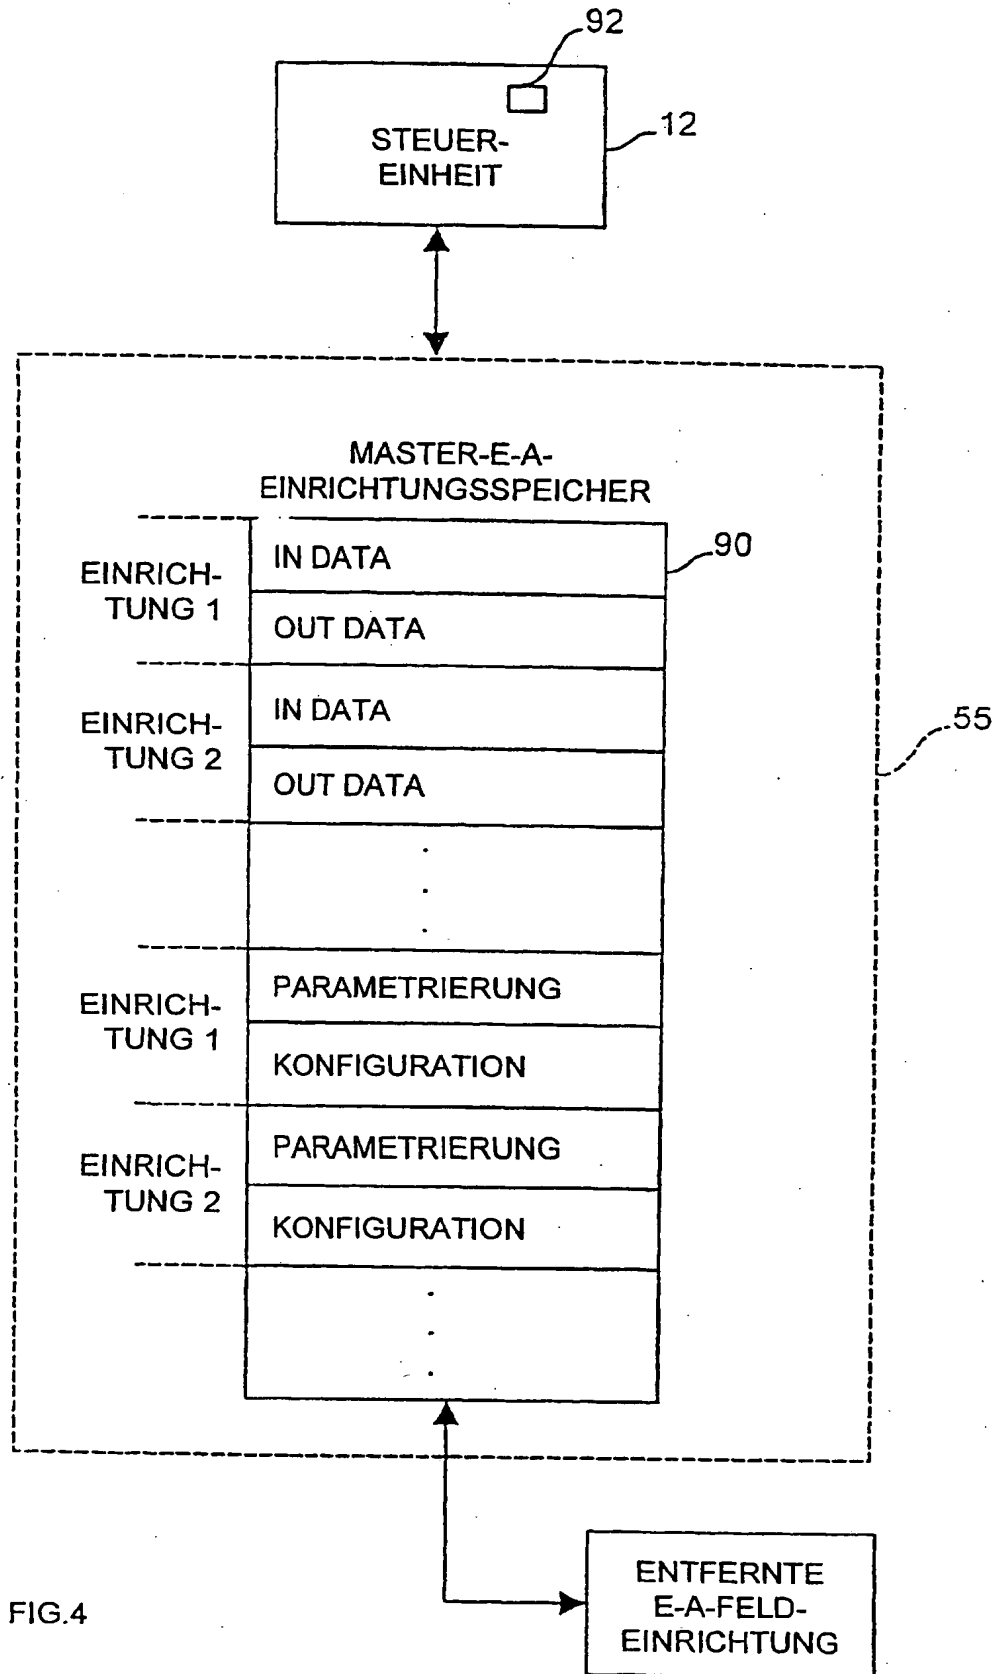 92
12
STEUER-
EINHEIT
MASTER-E-A-
EINRICHTUNGSSPEICHER
90
EINRICH-
TUNG 1
IN DATA
OUT DATA
EINRICH-
TUNG 2
IN DATA
OUT DATA
55
EINRICH-
TUNG 1
PARAMETRIERUNG
KONFIGURATION
EINRICH-
TUNG 2
PARAMETRIERUNG
KONFIGURATION
FIG.4
ENTFERNTE
E-A-FELD-
EINRICHTUNG